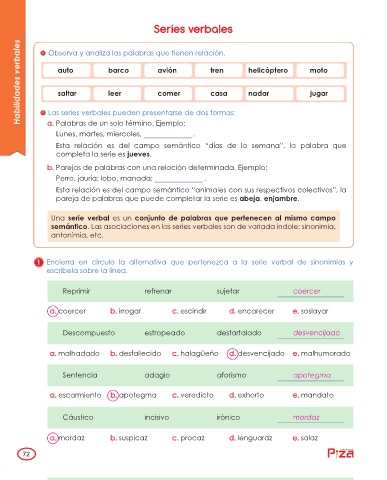 Series verbales
Habilidades verbales
Observa y analiza las palabras que tienen relación.
auto barco avión tren helicóptero moto
saltar leer comer casa nadar jugar
Las series verbales pueden presentarse de dos formas:
a. Palabras de un solo término. Ejemplo:
Lunes, martes, miercoles, ______________ .
Esta relación es del campo semántico "días de la semana", la palabra que
completa la serie es jueves.
b. Parejas de palabras con una relación determinada. Ejemplo:
Perro, jauría; lobo, manada; ______________ .
Esta relación es del campo semántico "animales con sus respectivos colectivos", la
pareja de palabras que puede completar la serie es abeja, enjambre.
Una serie verbal es un conjunto de palabras que pertenecen al mismo campo
semántico. Las asociaciones en las series verbales son de variada índole: sinonimia,
antonimia, etc.
1 Encierra en círculo la alternativa que pertenezca a la serie verbal de sinonimias y
escríbela sobre la línea.
Reprimir refrenar sujetar coercer
a. coercer b. irrogar c. escindir d. encarecer e. soslayar
Descompuesto estropeado destartalado desvencijado
a. malhadado b. desfallecido c. halagüeño d. desvencijado e. malhumorado
Sentencia adagio aforismo apotegma
a. escarmiento b. apotegma c. veredicto d. exhorto e. mandato
Cáustico incisivo irónico mordaz
a. mordaz b. suspicaz c. procaz d. lenguaraz e. salaz
72